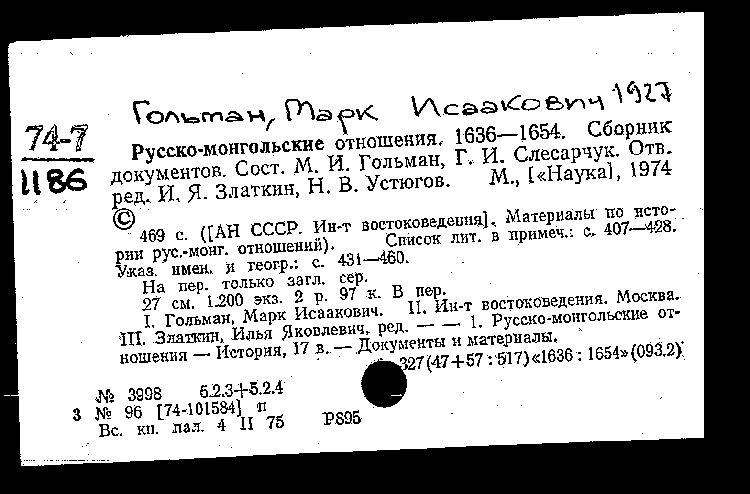 Гольман, Марк Исаакович 1927
74-7
1186
Русско-монгольские отношения. 1636—1654. Сборник
документов. Сост. М. И. Гольман, Г. И. Слесарчук. Отв.
ред. И. Я. Златкин, Н. В. Устюгов. М., [«Наука], 1974
©
469 с. ([АН СССР. Ин-т востоковедения]. Материалы по исто-
рии рус.-монг. отношений). Список лит. в примеч.: с. 407—428.
Указ. имен. и геогр.: с. 431—460.
На пер. только загл. сер.
27 см. 1.200 экз. 2 р. 97 к. В пер.
I. Гольман, Марк Исаакович. II. Ин-т востоковедения. Москва.
III. Златкин, Илья Яковлевич, ред. — — 1. Русско-монгольские от-
ношения — История, 17 в. — Документы и материалы.
327(47+57:517)«1636:1654»(093.2)
№ 3998 6.2.3+5.2.4
3 № 96 [74-101584] п
Вс. кн. пал. 4 II 75 Р895